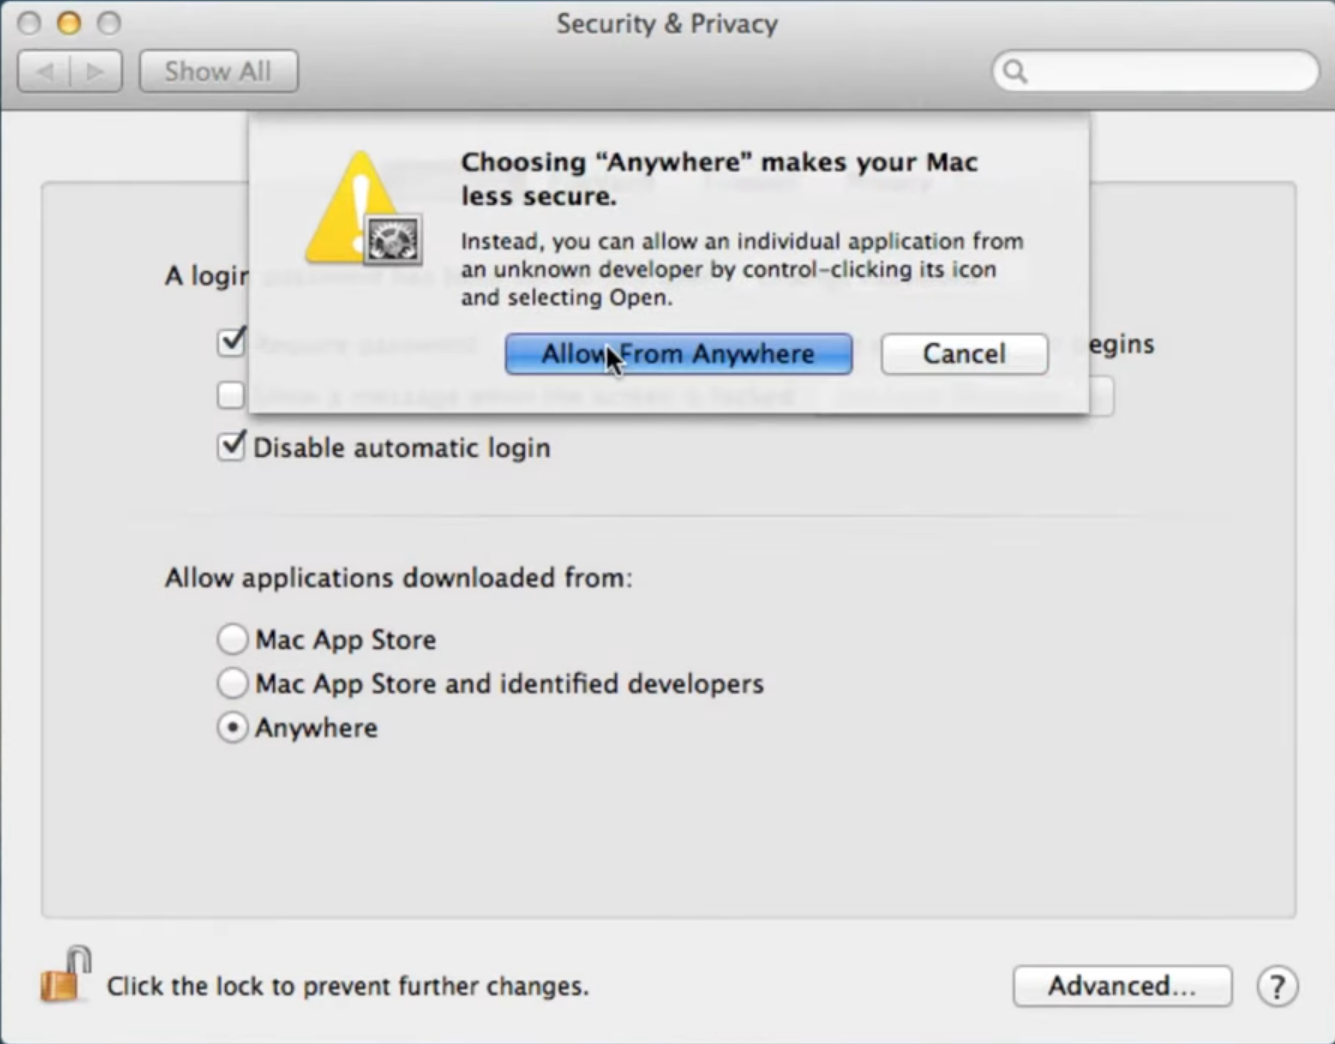 Security & Privacy
Show All
Choosing “Anywhere” makes your Mac
less secure.
Instead, you can allow an individual application from
an unknown developer by control-clicking its icon
and selecting Open.
Allow From Anywhere
Cancel
A login
egins
Disable automatic login
Allow applications downloaded from:
Mac App Store
Mac App Store and identified developers
Anywhere
Click the lock to prevent further changes.
Advanced...
?